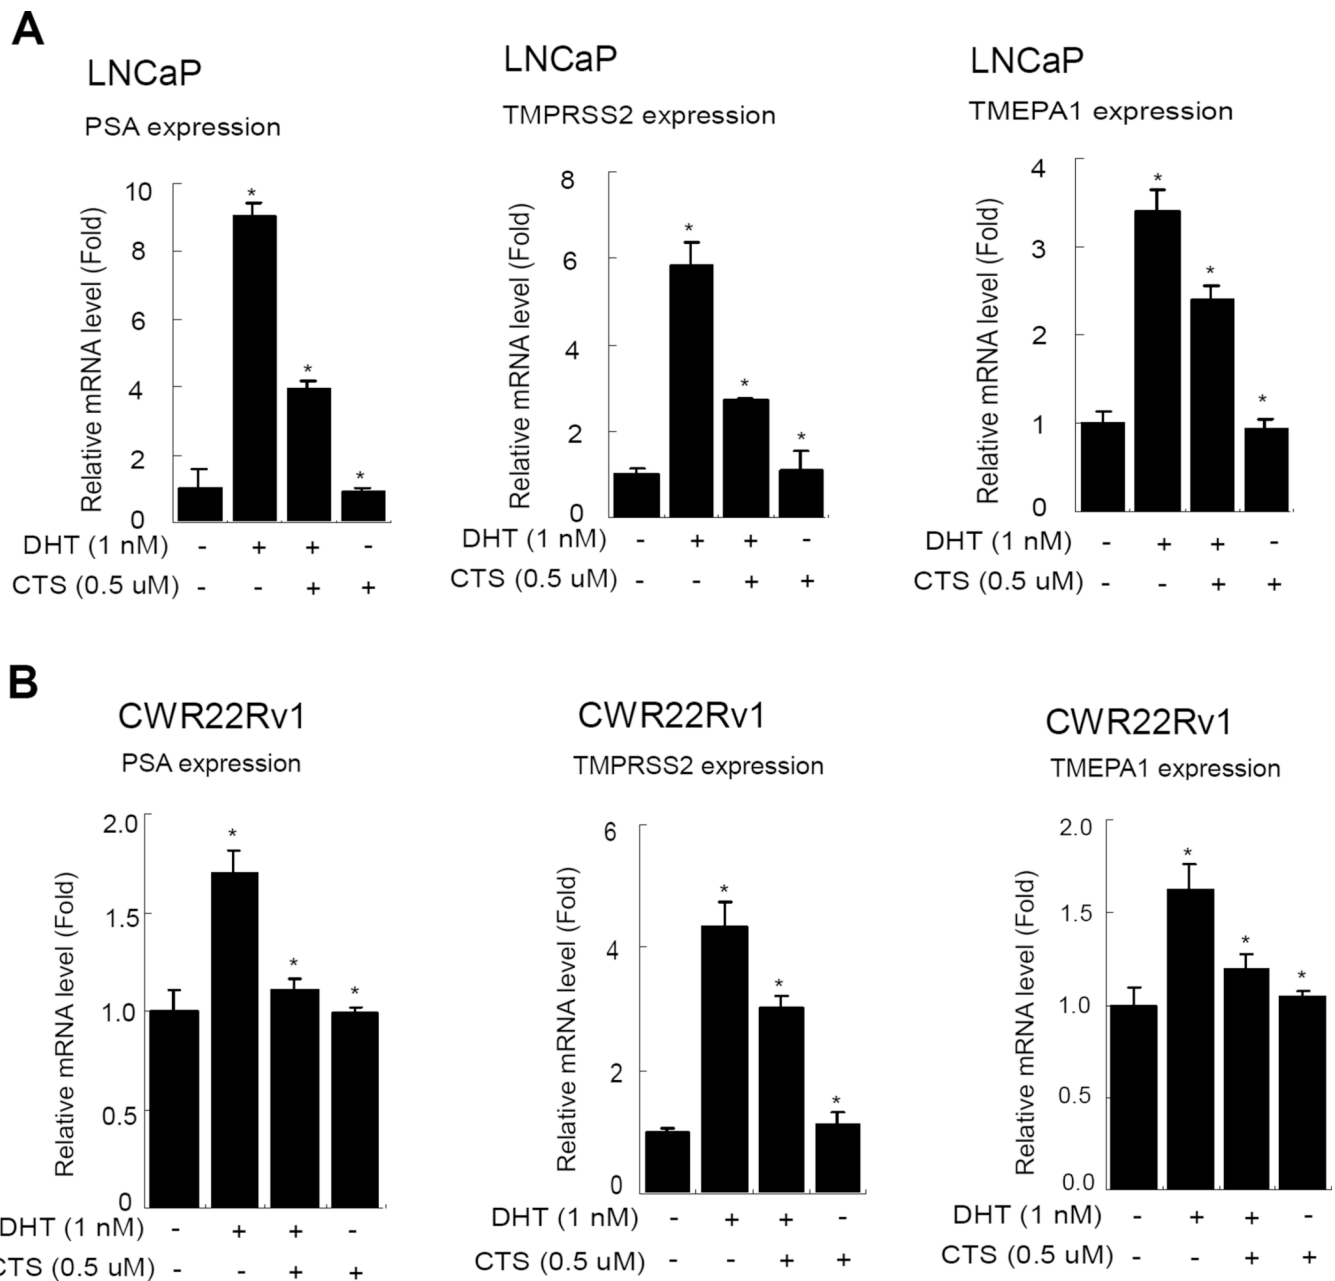 A
LNCaP
PSA expression
Relative mRNA level (Fold)
10
8
6
4
2
0
*
*
*
DHT (1 nM) - + + -
CTS (0.5 uM) - - + +
LNCaP
TMPRSS2 expression
Relative mRNA level (Fold)
8
6
4
2
0
*
*
*
DHT (1 nM) - + + -
CTS (0.5 uM) - - + +
LNCaP
TMEPA1 expression
Relative mRNA level (Fold)
4
3
2
1
0
*
*
*
DHT (1 nM) - + + -
CTS (0.5 uM) - - + +
B
CWR22Rv1
PSA expression
Relative mRNA level (Fold)
2.0
1.5
1.0
0.5
0
*
*
*
DHT (1 nM) - + + -
CTS (0.5 uM) - - + +
CWR22Rv1
TMPRSS2 expression
Relative mRNA level (Fold)
6
4
2
0
*
*
*
DHT (1 nM) - + + -
CTS (0.5 uM) - - + +
CWR22Rv1
TMEPA1 expression
Relative mRNA level (Fold)
2.0
1.5
1.0
0.5
0.0
*
*
*
DHT (1 nM) - + + -
CTS (0.5 uM) - - + +